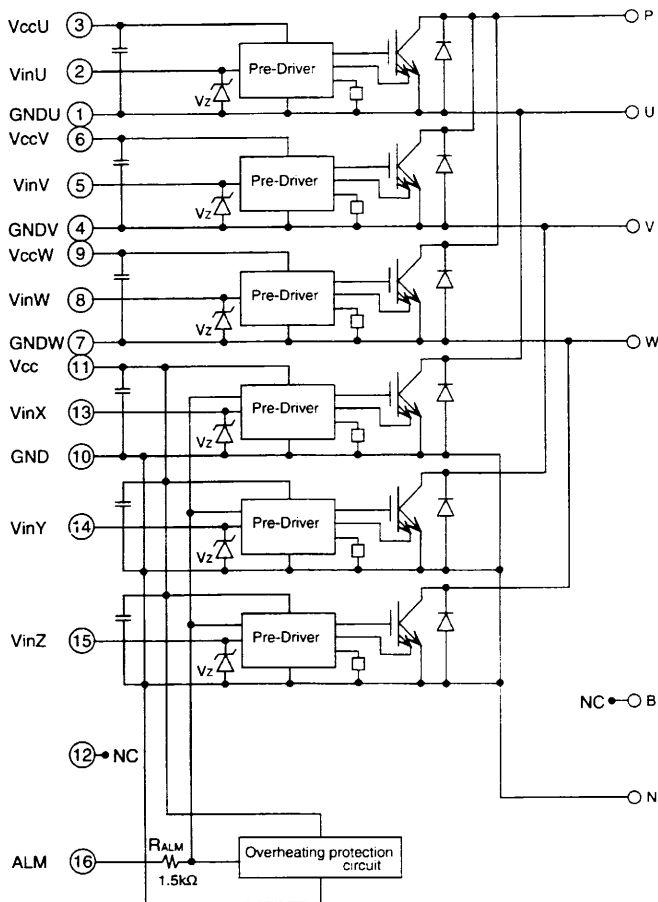 VccU 3 P
VinU 2 Pre-Driver
Vz
GNDU 1 U
VccV 6
VinV 5 Pre-Driver
Vz
GNDV 4 V
VccW 9
VinW 8 Pre-Driver
Vz
GNDW 7 W
Vcc 11
VinX 13 Pre-Driver
Vz
GND 10
VinY 14 Pre-Driver
Vz
VinZ 15 Pre-Driver
Vz
NC B
12 NC
N
RALM
ALM 16 Overheating protection
circuit
1.5kΩ